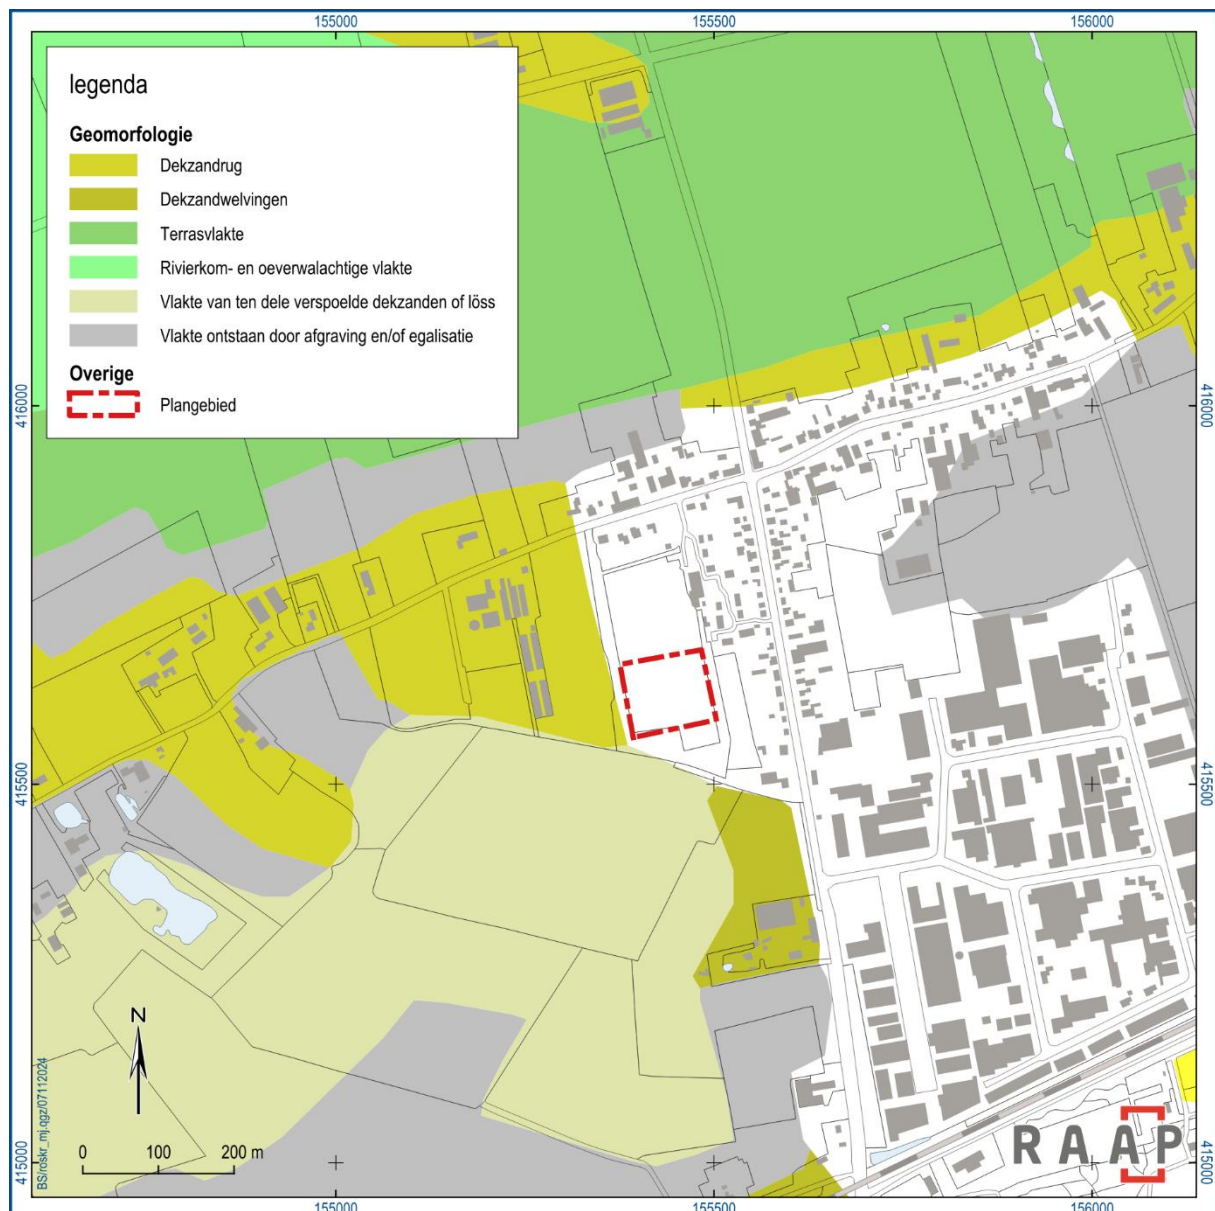 155000
155500
156000
legenda
Geomorfologie
Dekzandrug
Dekzandwelvingen
Terrasvlakte
Rivierkom- en oeverwalachtige vlakte
Vlakte van ten dele verspoelde dekzanden of löss
Vlakte ontstaan door afgraving en/of egalisatie
Overige
Plangebied
416000
416000
415500
415500
N
BS/roskr_mj.qgz/07112024
0 100 200 m
RAAP
415000
415000
155000
155500
156000